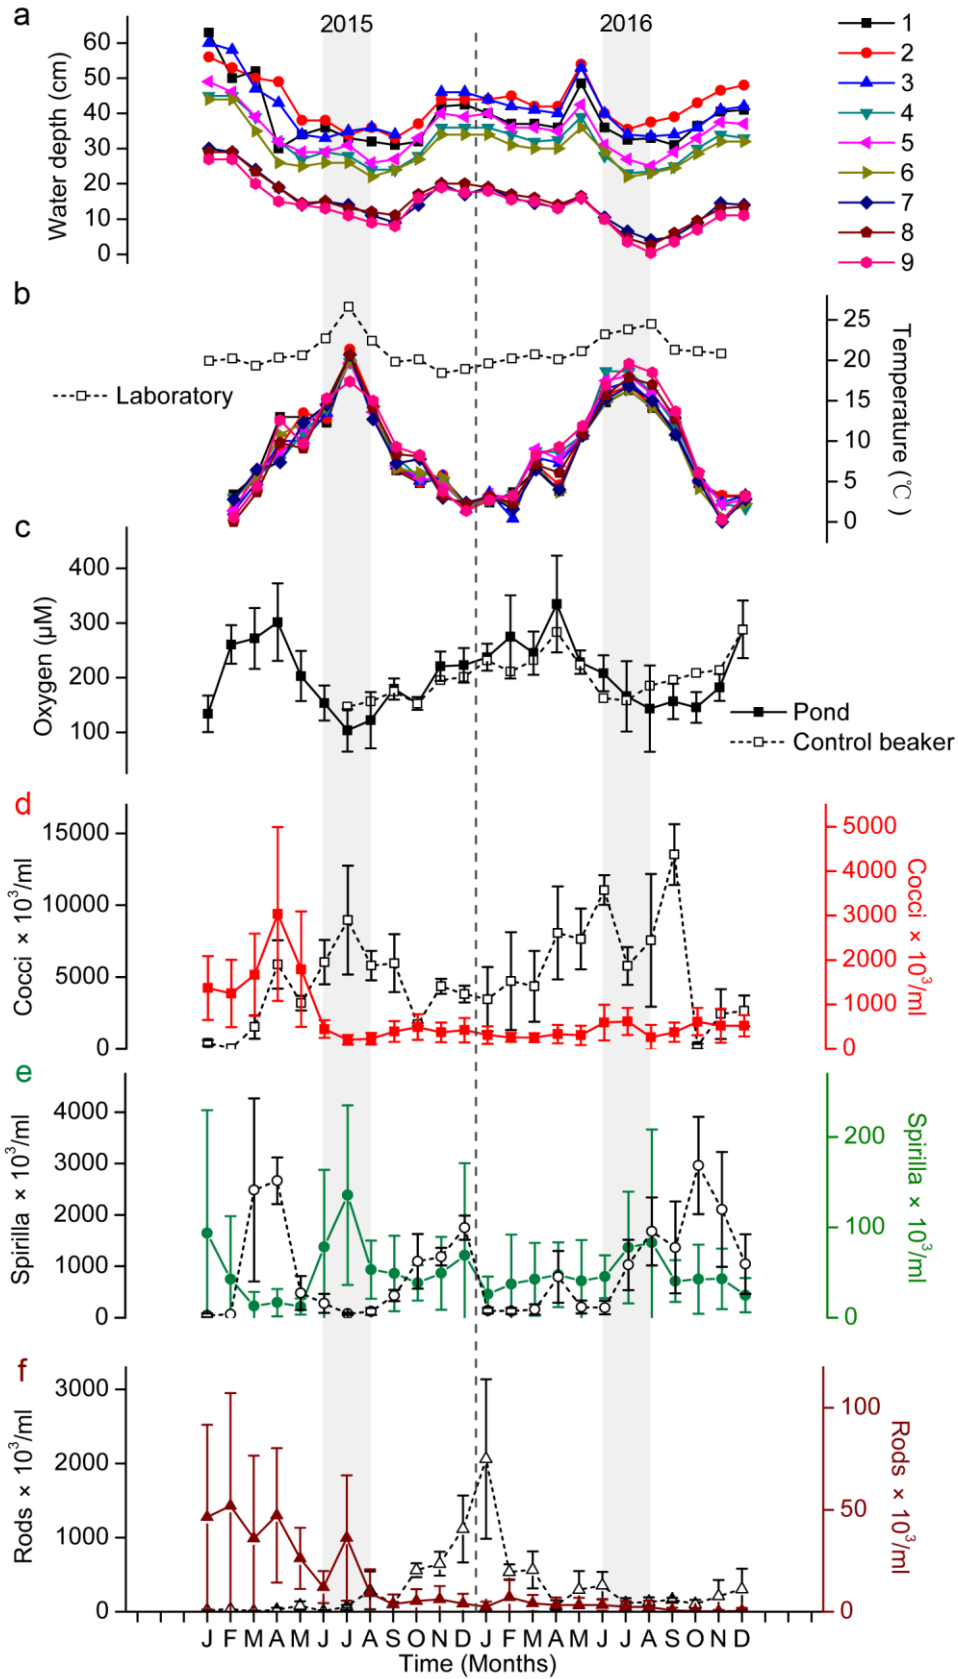 a
2015
2016
Water depth (cm)
60
50
40
30
20
10
0
1
2
3
4
5
6
7
8
9
b
Laboratory
Temperature (℃)
25
20
15
10
5
0
c
Oxygen (μM)
400
300
200
100
Pond
Control beaker
d
Cocci × 10³/ml
15000
10000
5000
0
5000
4000
3000
2000
1000
0
Cocci × 10³/ml
e
Spirilla × 10³/ml
4000
3000
2000
1000
0
200
100
0
Spirilla × 10³/ml
f
Rods × 10³/ml
3000
2000
1000
0
100
50
0
Rods × 10³/ml
J F M A M J J A S O N D J F M A M J J A S O N D
Time (Months)